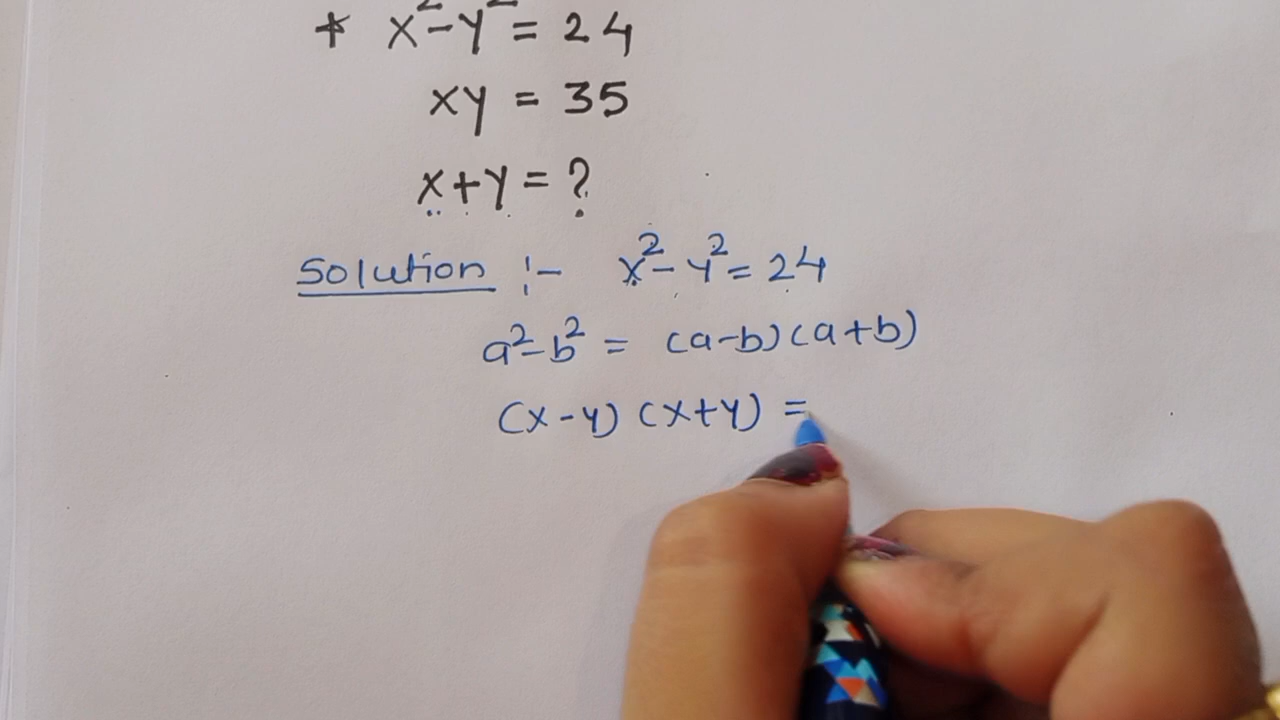 * x²-y² = 24
xy = 35
x+y = ?
Solution :- x²-y² = 24
a²-b² = (a-b)(a+b)
(x-y) (x+y) =